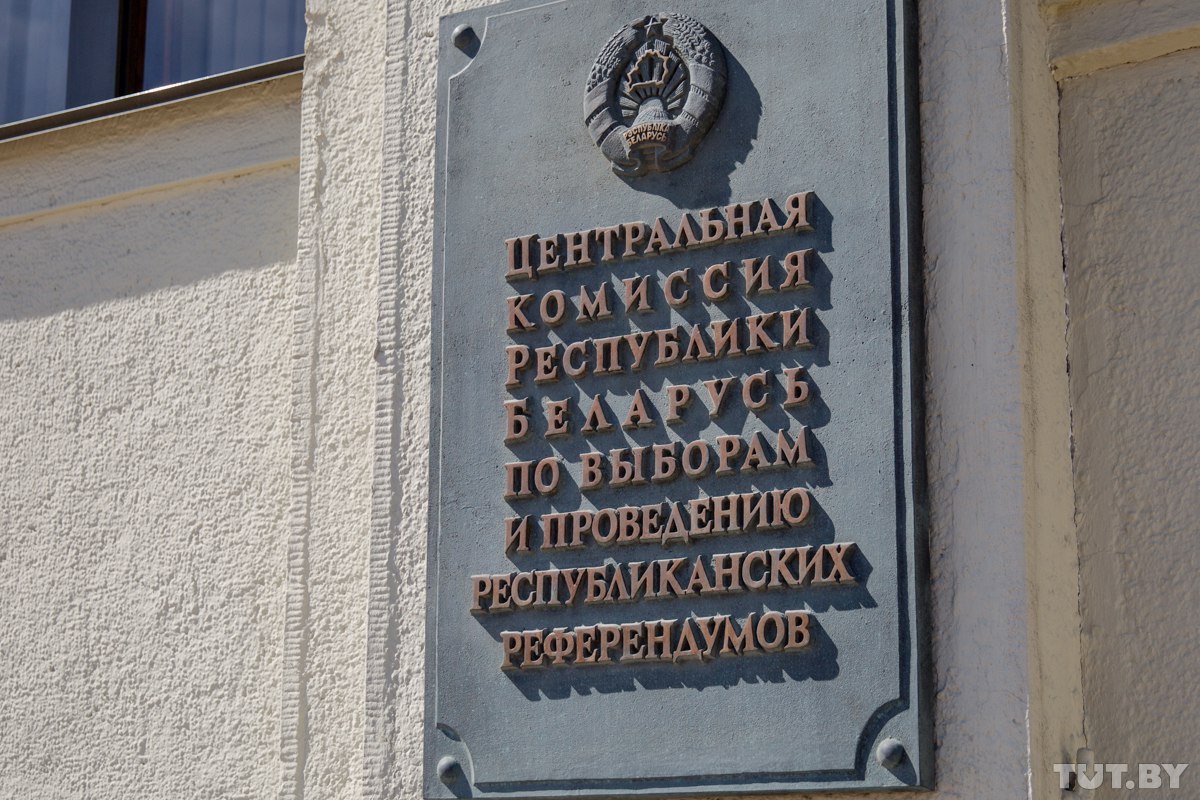 РЭСПУБЛІКА
БЕЛАРУСЬ
ЦЕНТРАЛЬНАЯ
КОМИССИЯ
РЕСПУБЛИКИ
БЕЛАРУСЬ
ПО ВЫБОРАМ
И ПРОВЕДЕНИЮ
РЕСПУБЛИКАНСКИХ
РЕФЕРЕНДУМОВ
TUT.BY